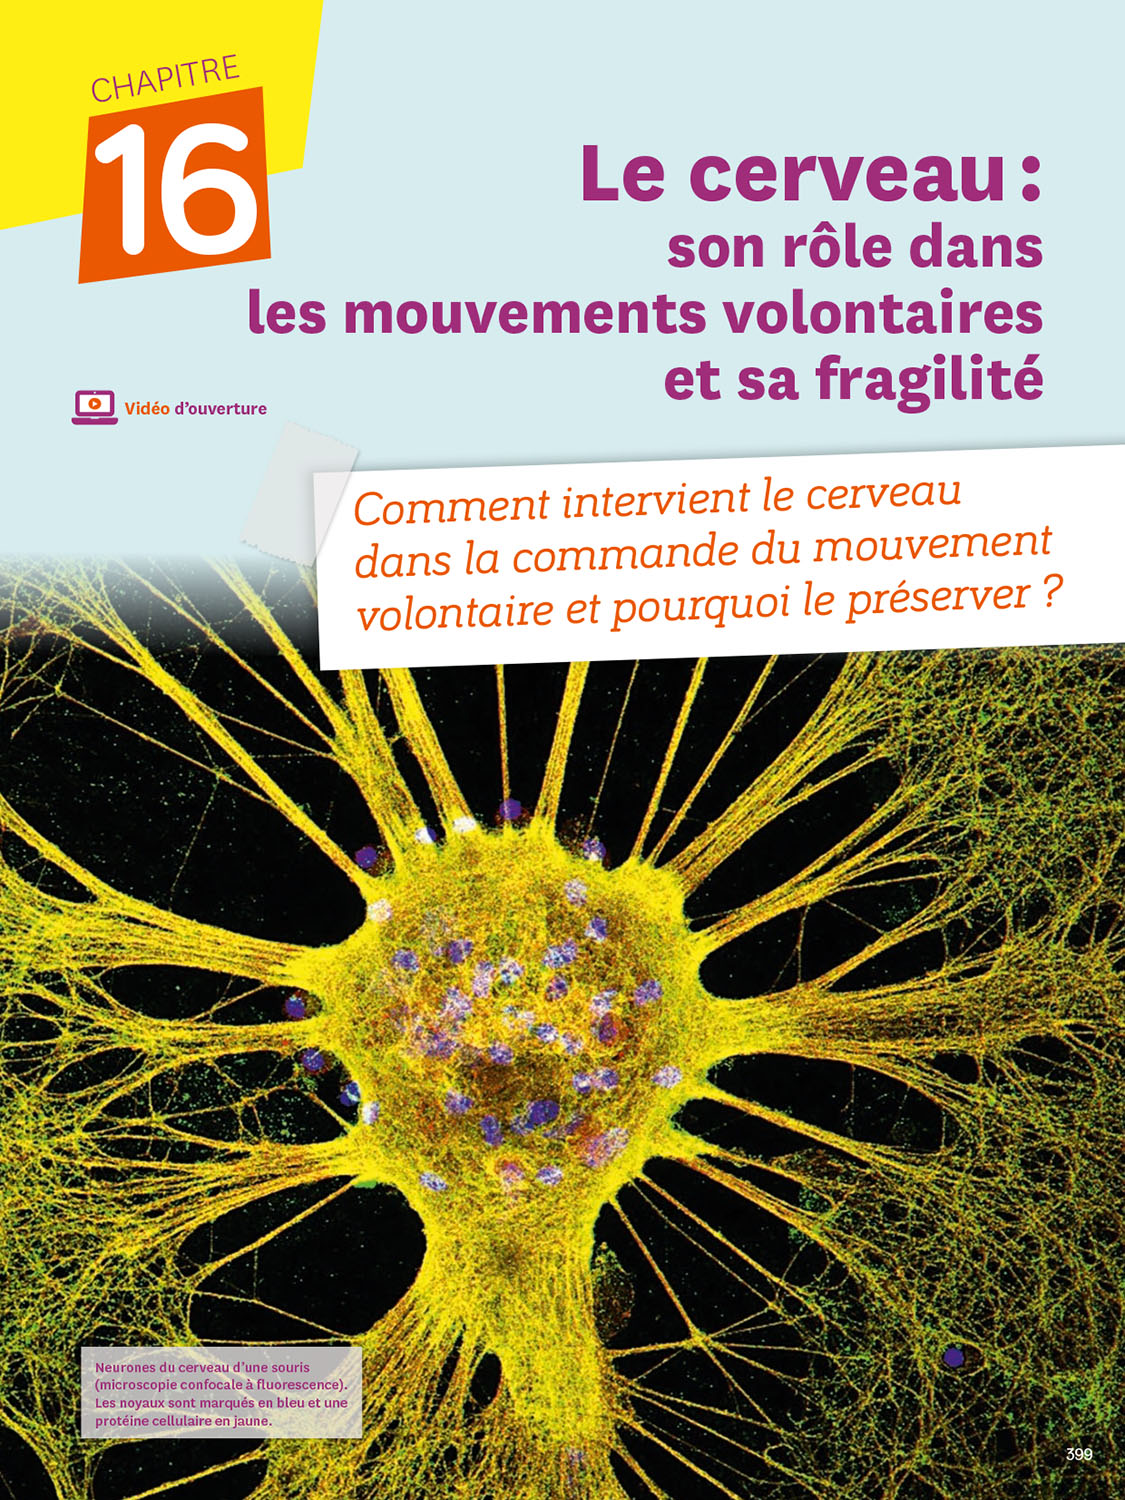 CHAPITRE
16
Le cerveau :
son rôle dans
les mouvements volontaires
et sa fragilité
Vidéo d'ouverture
Comment intervient le cerveau
dans la commande du mouvement
volontaire et pourquoi le préserver ?
Neurones du cerveau d'une souris
(microscopie confocale à fluorescence).
Les noyaux sont marqués en bleu et une
protéine cellulaire en jaune.
399